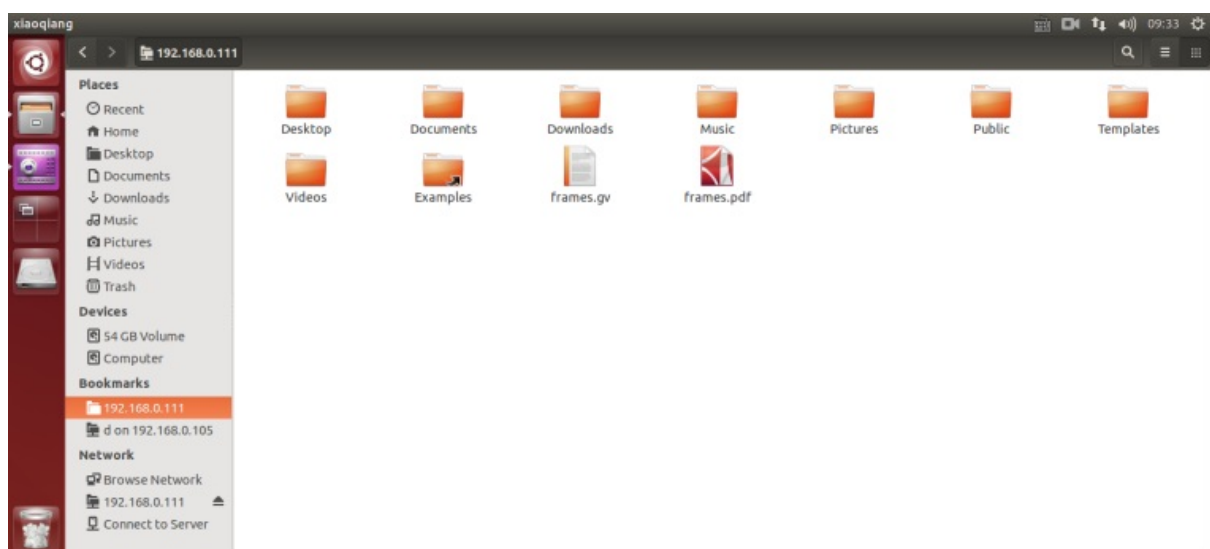 xiaoqiang
09:33
192.168.0.111
Places
Recent
Home
Desktop
Documents
Downloads
Music
Pictures
Videos
Trash
Devices
54 GB Volume
Computer
Bookmarks
192.168.0.111
d on 192.168.0.105
Network
Browse Network
192.168.0.111
Connect to Server
Desktop Documents Downloads Music Pictures Public Templates
Videos Examples frames.gv frames.pdf